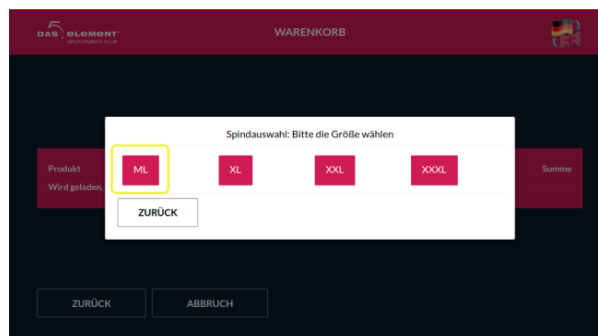 DAS 5 element
WARENKORB
Spindauswahl: Bitte die Größe wählen
Produkt
ML
XL
XXL
XXXL
Summe
Wird geladen.
ZURÜCK
ZURÜCK
ABBRUCH